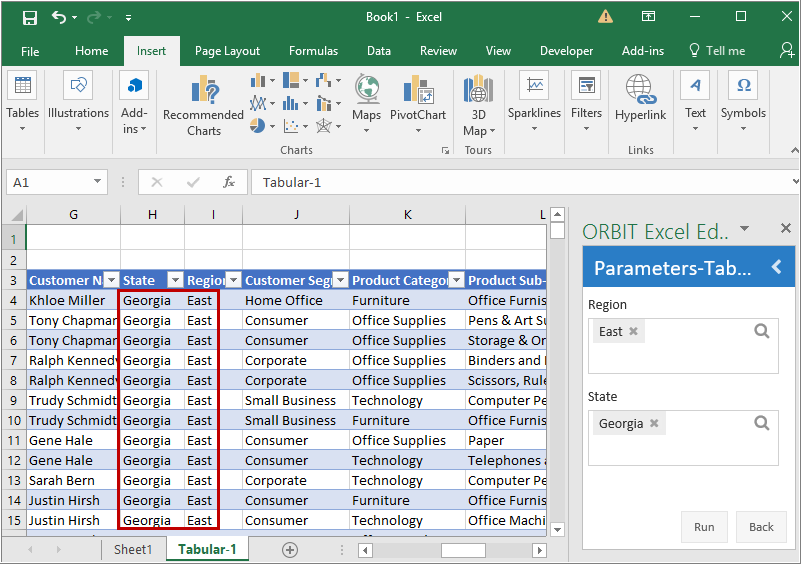 Book1 - Excel
File Home Insert Page Layout Formulas Data Review View Developer Add-ins Tell me
Tables
Illustrations
Add-
ins
Recommended
Charts
Maps
PivotChart
3D
Map
Sparklines
Filters
Hyperlink
Text
Symbols
Charts Tours Links
A1 fx Tabular-1
G H I J K L
1
2
3 Customer N State Region Customer Segu Product Categor Product Sub-
4 Khloe Miller Georgia East Home Office Furniture Office Furnis
5 Tony Chapmar Georgia East Consumer Office Supplies Pens & Art Su
6 Tony Chapmar Georgia East Consumer Office Supplies Storage & Or
7 Ralph Kennedy Georgia East Corporate Office Supplies Binders and
8 Ralph Kennedy Georgia East Corporate Office Supplies Scissors, Rule
9 Trudy Schmidt Georgia East Small Business Technology Computer Pe
10 Trudy Schmidt Georgia East Small Business Furniture Office Furnis
11 Gene Hale Georgia East Consumer Office Supplies Paper
12 Gene Hale Georgia East Consumer Technology Telephones a
13 Sarah Bern Georgia East Corporate Technology Computer Pe
14 Justin Hirsh Georgia East Consumer Furniture Office Furnis
15 Justin Hirsh Georgia East Consumer Technology Office Machi
Sheet1 Tabular-1
ORBIT Excel Ed..
Parameters-Tab...
Region
East
State
Georgia
Run Back